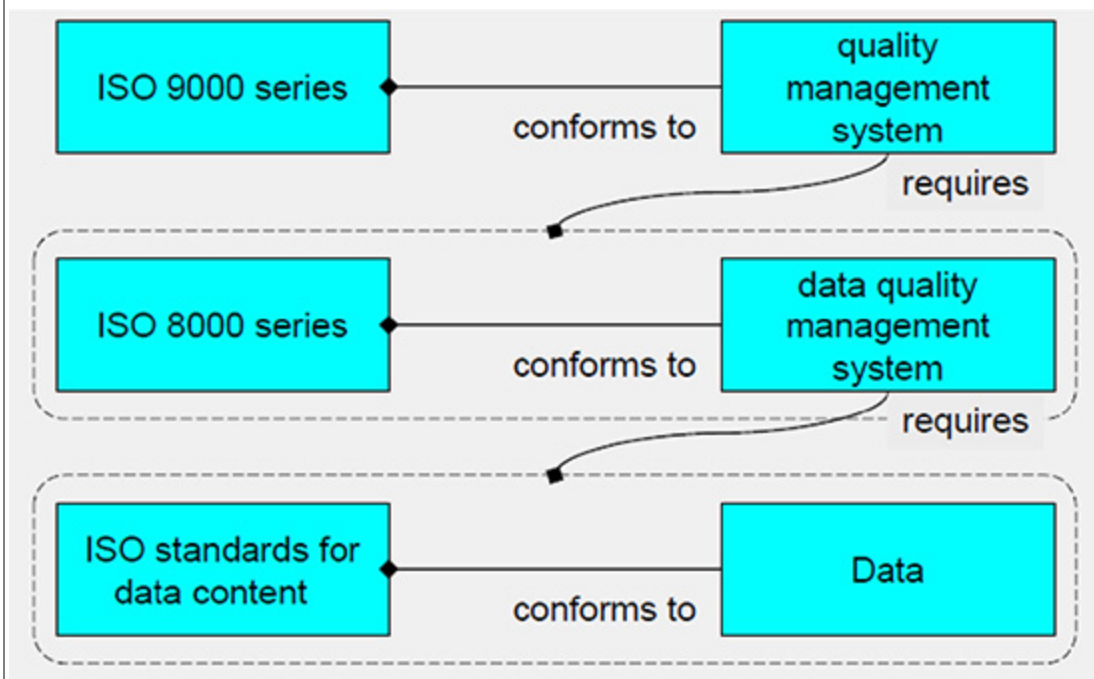 ISO 9000 series
conforms to
quality
management
system
requires
ISO 8000 series
conforms to
data quality
management
system
requires
ISO standards for
data content
conforms to
Data